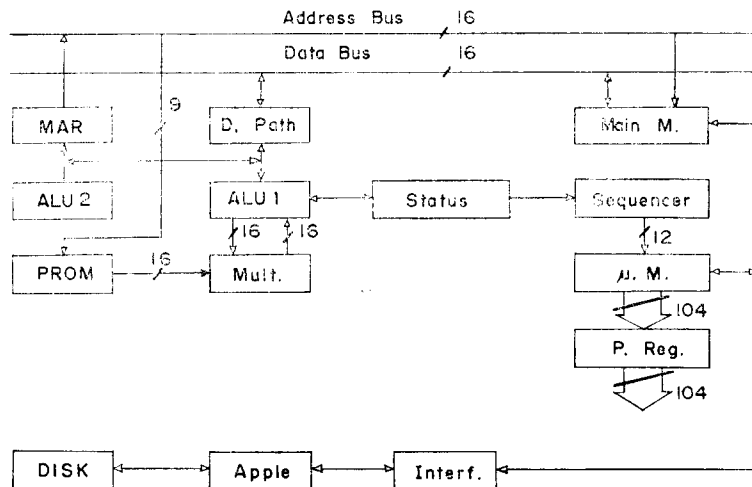 Address Bus 16
Data Bus 16
9
MAR
D. Path
Main M.
ALU 2
ALU 1
Status
Sequencer
16
16
12
PROM
16
Mult.
μ. M.
104
P. Reg.
104
DISK
Apple
Interf.